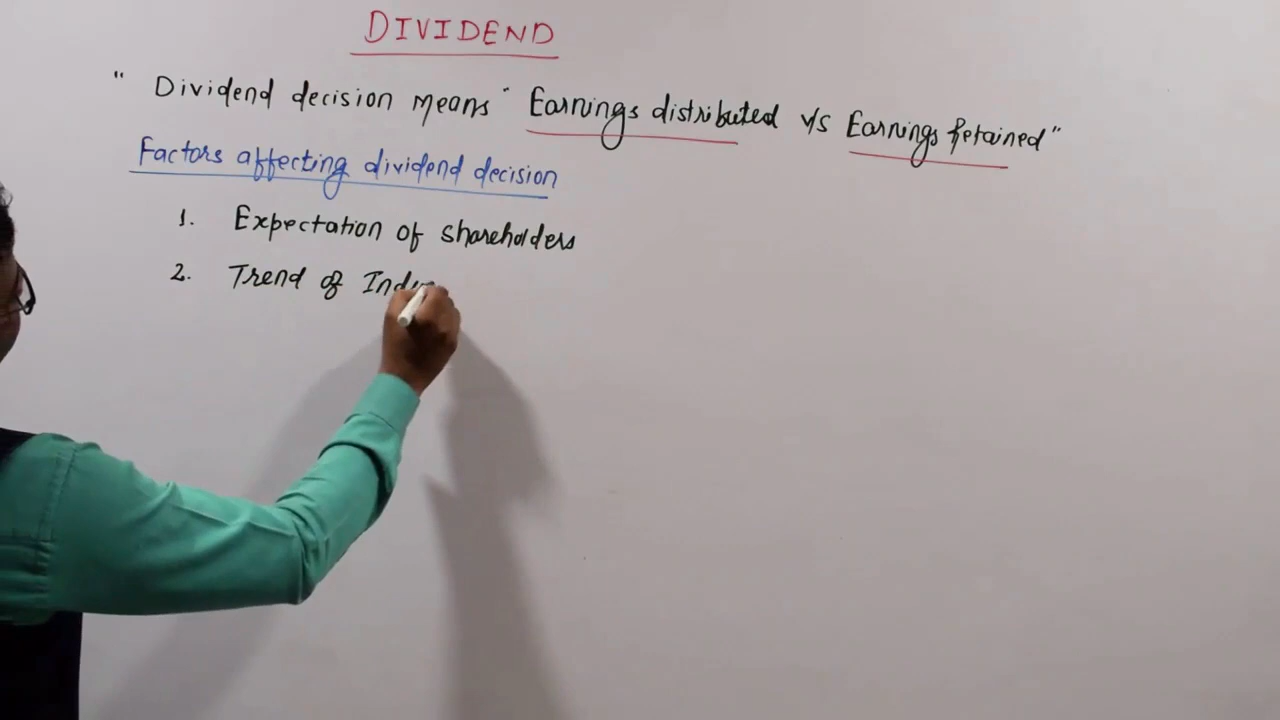 DIVIDEND
" Dividend decision means " Earnings distributed v/s Earnings Retained"
Factors affecting dividend decision
1. Expectation of shareholders
2. Trend of